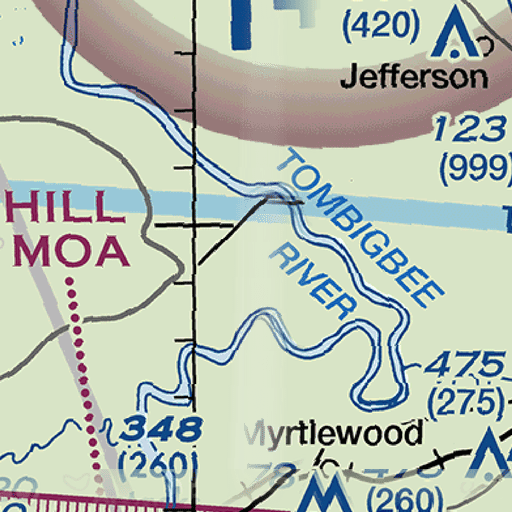 (420)
Jefferson
123
(999)
TOMBIGBEE
RIVER
HILL
MOA
475
(275)
348
(260)
Myrtlewood
(260)